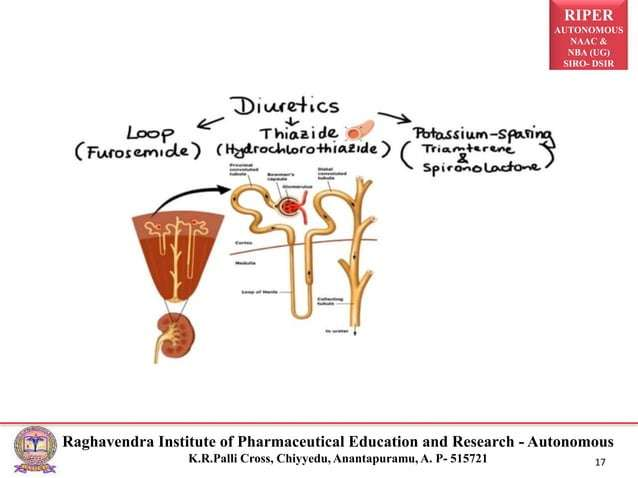 RIPER
AUTONOMOUS
NAAC &
NBA (UG)
SIRO- DSIR
Diuretics
Loop
(Furosemide)
Thiazide
(Hydrochlorothiazide)
Potassium-sparing
(Triamterene
&
Spironolactone)
Proximal
convoluted
tubule
Bowman's
capsule
Glomerulus
Distal
convoluted
tubule
Cortex
Medulla
Loop of Henle
Collecting
tubule
to ureter
Raghavendra Institute of Pharmaceutical Education and Research - Autonomous
K.R.Palli Cross, Chiyyedu, Anantapuramu, A. P- 515721
17